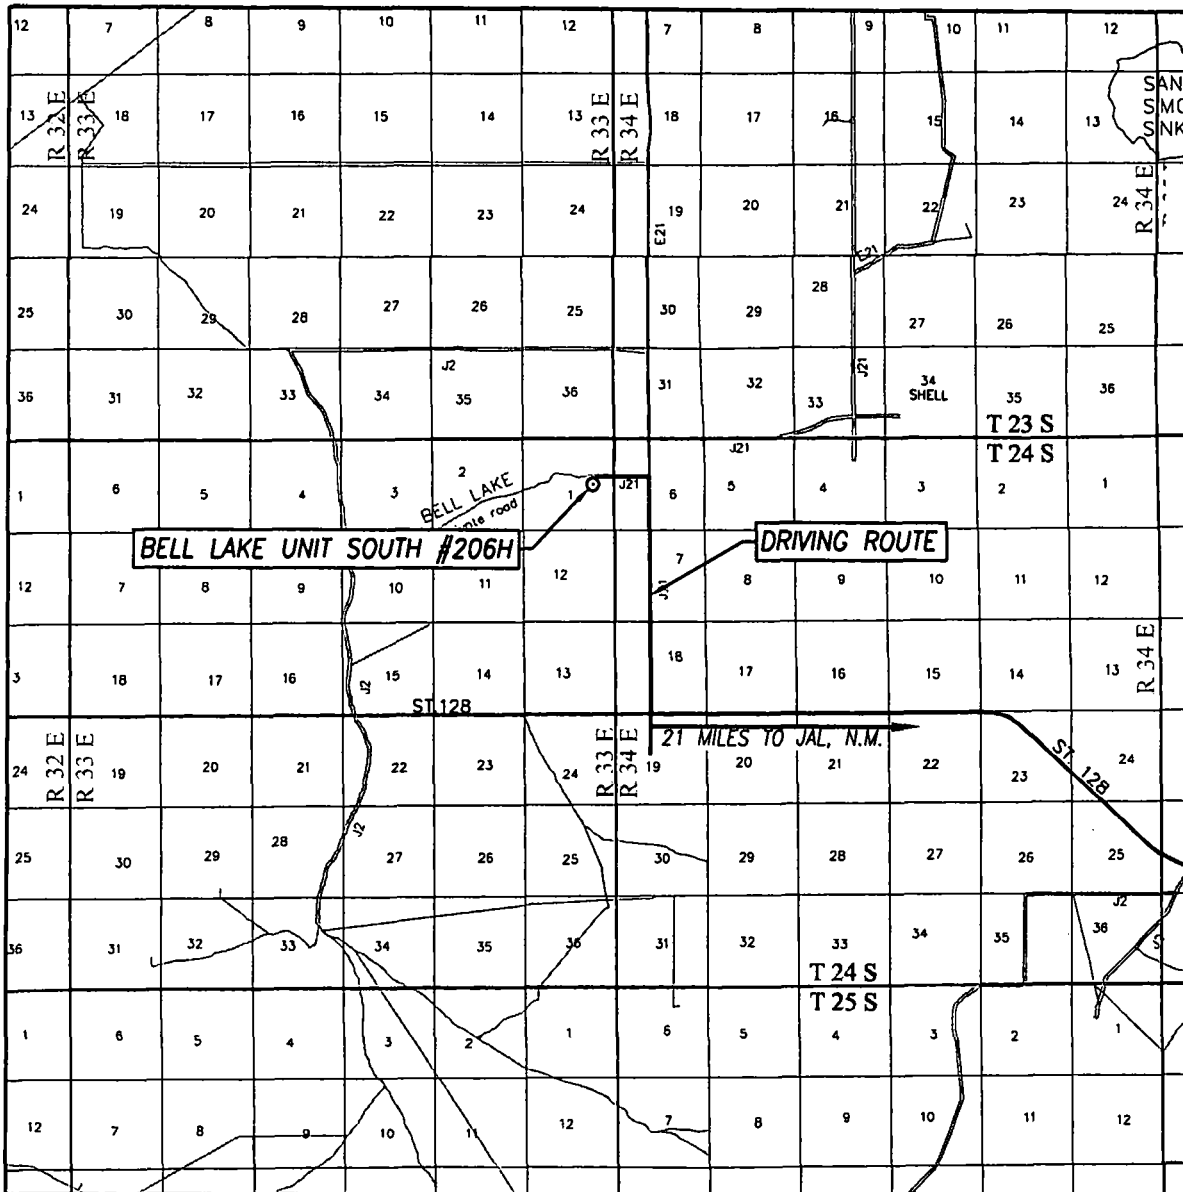 12 7 8 9 10 11 12 7 8 9 10 11 12
SAN
SMO
SINK
13 18 17 16 15 14 13 18 17 16 15 14 13
R 32 E
R 33 E
R 33 E
R 34 E
R 34 E
24 19 20 21 22 23 24 19 20 21 22 23 24
E21
E21
25 30 29 28 27 26 25 30 29 28 27 26 25
J2
J21
36 31 32 33 34 35 36 31 32 33 34 35 36
SHELL
T 23 S
T 24 S
J21
1 6 5 4 3 2 1 6 5 4 3 2 1
BELL LAKE
road
J21
BELL LAKE UNIT SOUTH #206H
DRIVING ROUTE
12 7 8 9 10 11 12 7 8 9 10 11 12
J21
3 18 17 16 15 14 13 18 17 16 15 14 13
R 34 E
J2
ST.128
21 MILES TO JAL, N.M.
R 32 E
R 33 E
R 33 E
R 34 E
24 19 20 21 22 23 24 19 20 21 22 23 24
ST. 128
J2
25 30 29 28 27 26 25 30 29 28 27 26 25
J2
36 31 32 33 34 35 36 31 32 33 34 35 36
T 24 S
T 25 S
1 6 5 4 3 2 1 6 5 4 3 2 1
12 7 8 9 10 11 12 7 8 9 10 11 12